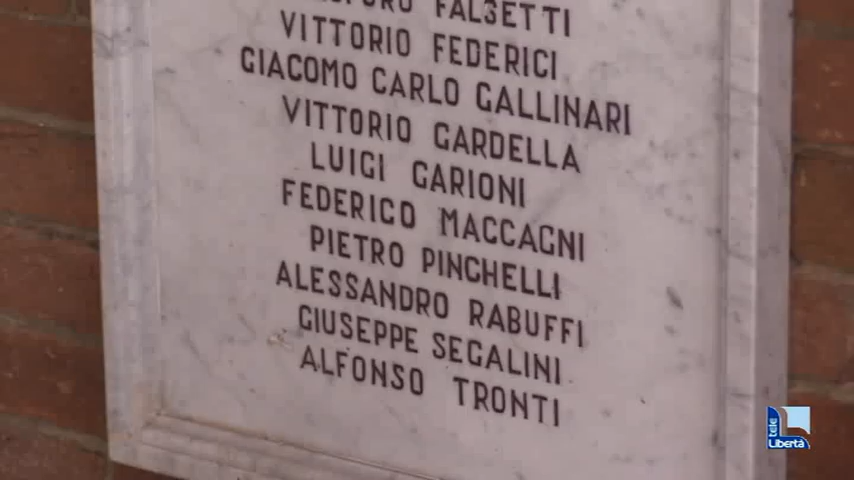 FALSETTI
VITTORIO FEDERICI
GIACOMO CARLO GALLINARI
VITTORIO GARDELLA
LUIGI GARIONI
FEDERICO MACCAGNI
PIETRO PINCHELLI
ALESSANDRO RABUFFI
GIUSEPPE SEGALINI
ALFONSO TRONTI
tele
Libertà